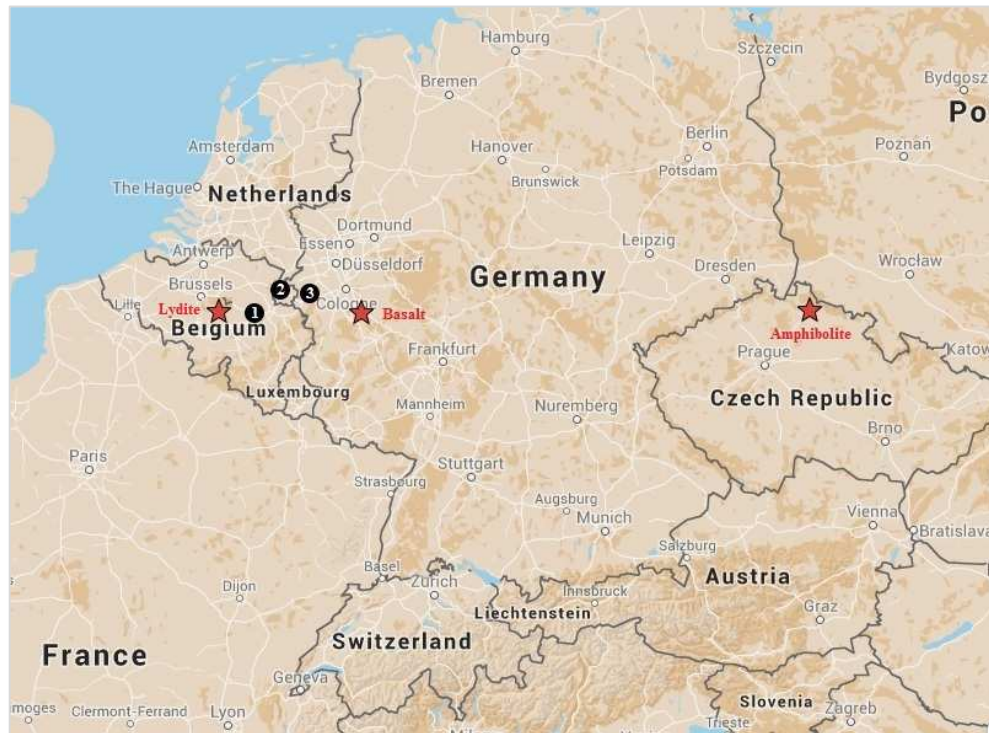 Hamburg
Szczecin
Bremen
Bydgosz
Po
Amsterdam
Berlin
Hanover
Potsdam
Poznań
The Hague
Netherlands
Brunswick
Dortmund
Essen
Leipzig
Antwerp
Düsseldorf
Germany
Dresden
Wrocław
Brussels
2
3
Cologne
Lille
Lydite
1
Basalt
Belgium
Amphibolite
Frankfurt
Prague
Katow
Luxembourg
Mannheim
Nuremberg
Czech Republic
Brno
Paris
Stuttgart
Strasbourg
Augsburg
Munich
Vienna
Bratislava
Salzburg
Basel
Zürich
Austria
Dijon
Innsbruck
Liechtenstein
Graz
Switzerland
France
Geneva
Slovenia
imoges
Clermont-Ferrand
Lyon
Zagreb
Trieste